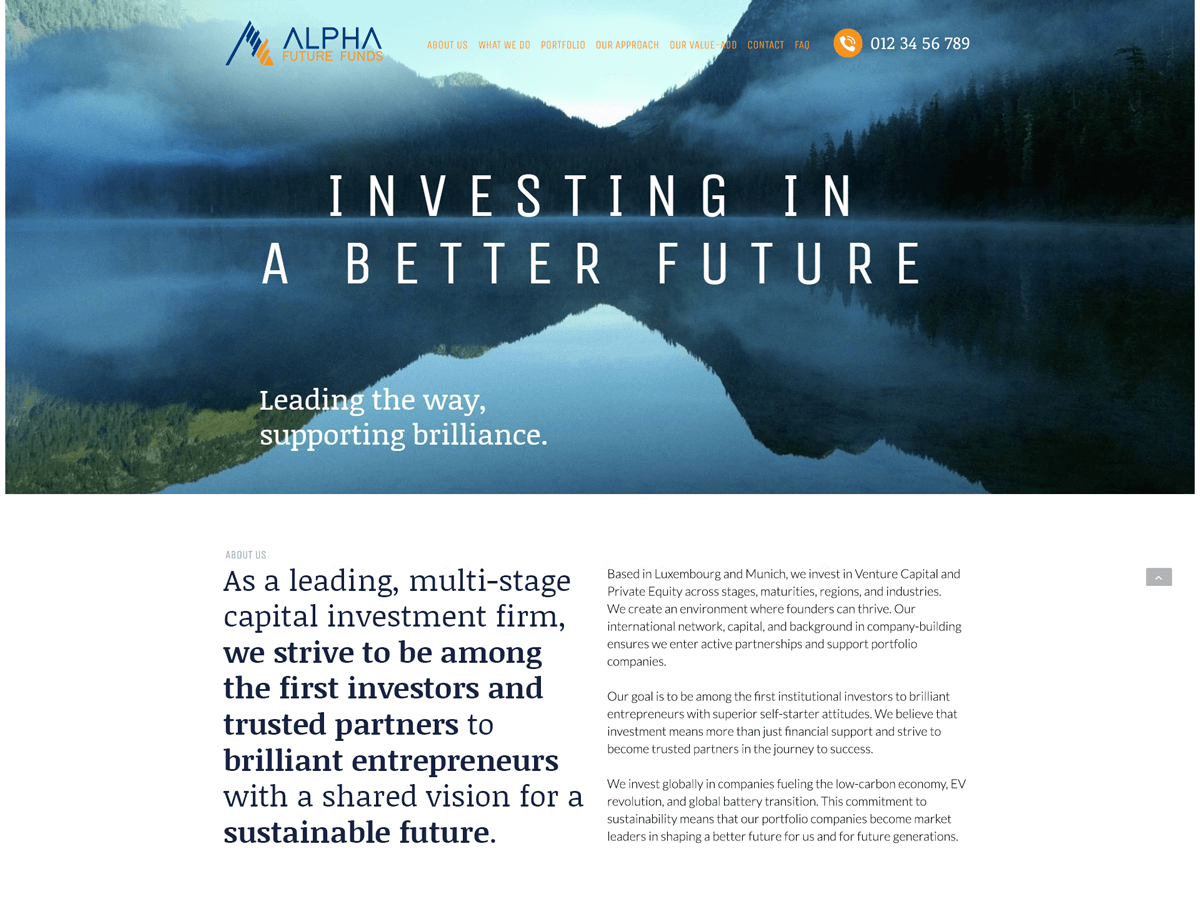 ALPHA
FUTURE FUNDS
ABOUT US WHAT WE DO PORTFOLIO OUR APPROACH OUR VALUE-ADD CONTACT FAQ
012 34 56 789
INVESTING IN
A BETTER FUTURE
Leading the way,
supporting brilliance.
ABOUT US
As a leading, multi-stage
capital investment firm,
we strive to be among
the first investors and
trusted partners to
brilliant entrepreneurs
with a shared vision for a
sustainable future.
Based in Luxembourg and Munich, we invest in Venture Capital and
Private Equity across stages, maturities, regions, and industries.
We create an environment where founders can thrive. Our
international network, capital, and background in company-building
ensures we enter active partnerships and support portfolio
companies.
Our goal is to be among the first institutional investors to brilliant
entrepreneurs with superior self-starter attitudes. We believe that
investment means more than just financial support and strive to
become trusted partners in the journey to success.
We invest globally in companies fueling the low-carbon economy, EV
revolution, and global battery transition. This commitment to
sustainability means that our portfolio companies become market
leaders in shaping a better future for us and for future generations.